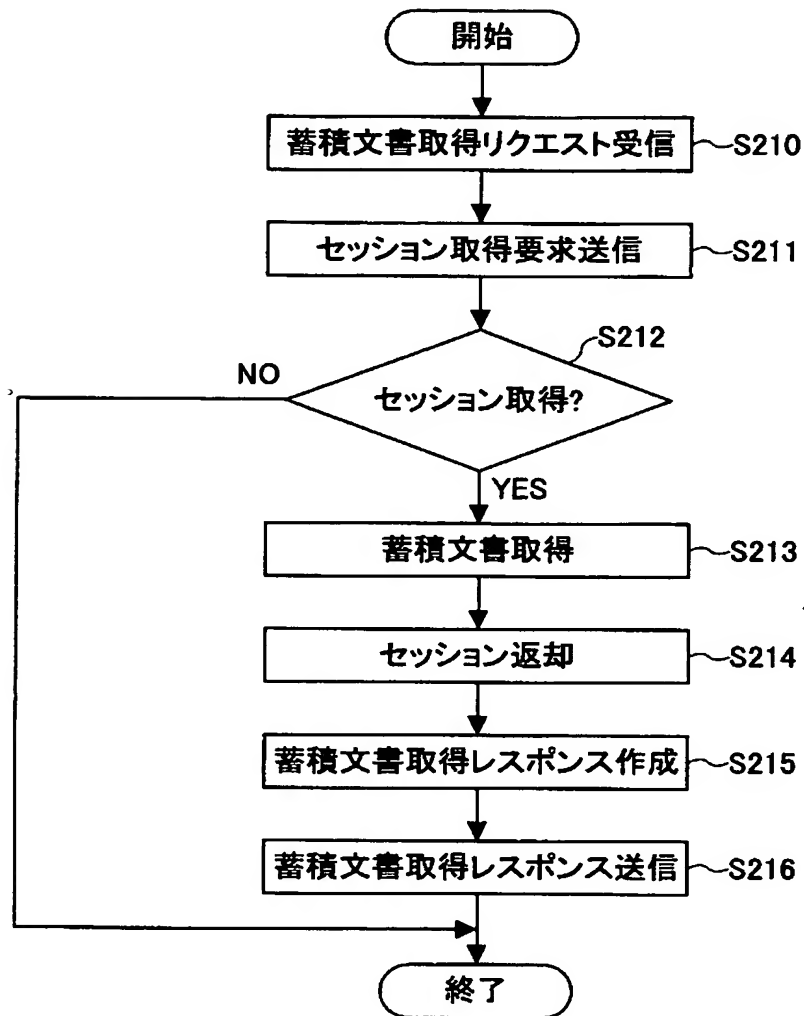 開始
蓄積文書取得リクエスト受信 S210
セッション取得要求送信 S211
S212
NO
セッション取得?
YES
蓄積文書取得 S213
セッション返却 S214
蓄積文書取得レスポンス作成 S215
蓄積文書取得レスポンス送信 S216
終了